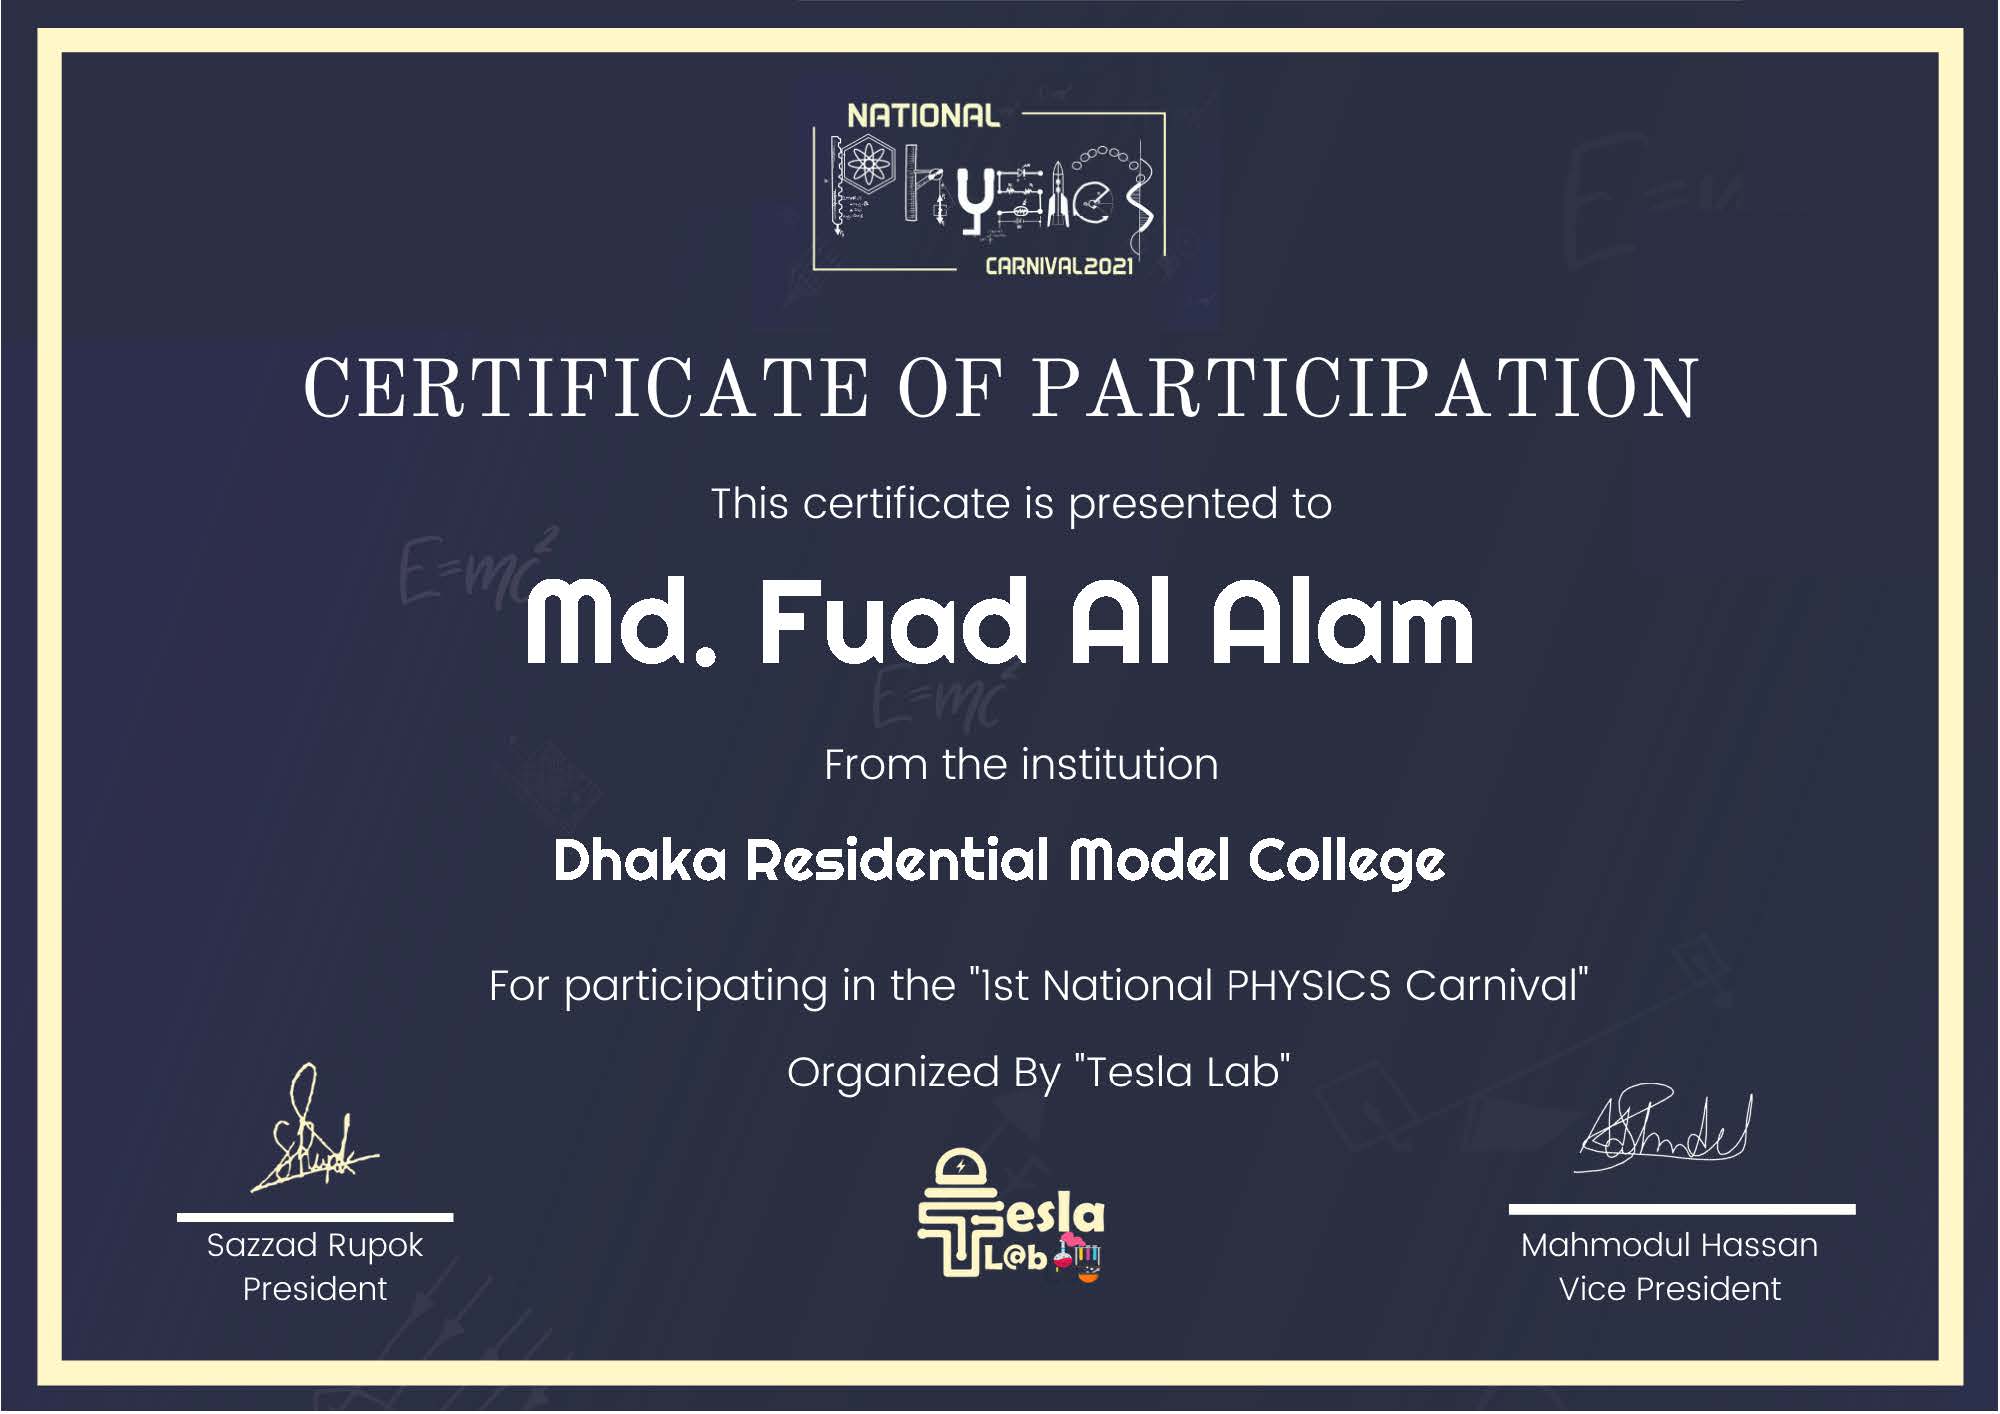 NATIONAL
Physics
CARNIVAL2021
E=m
CERTIFICATE OF PARTICIPATION
This certificate is presented to
E=mc²
Md. Fuad Al Alam
E=mc²
From the institution
Dhaka Residential Model College
For participating in the "1st National PHYSICS Carnival"
Organized By "Tesla Lab"
Tesla
L@b
Sazzad Rupok
President
Mahmodul Hassan
Vice President